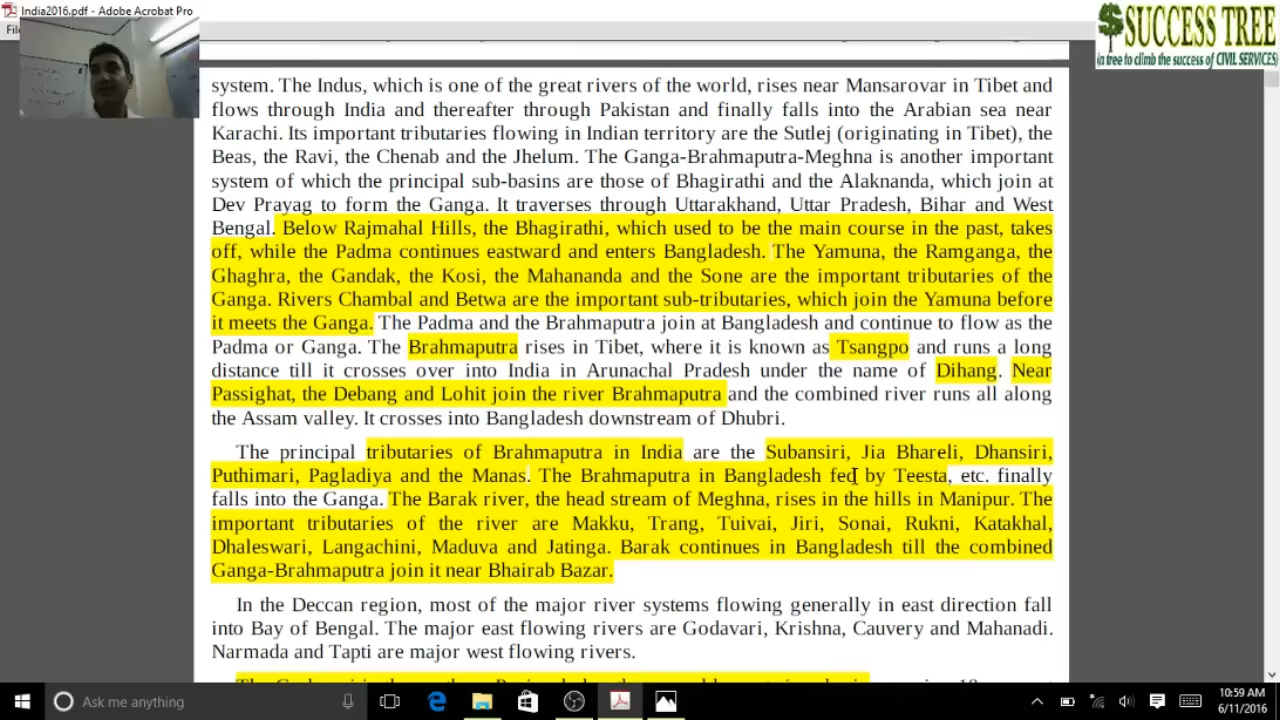 India2016.pdf - Adobe Acrobat Pro
SUCCESS TREE
(a tree to climb the success of CIVIL SERVICES)
system. The Indus, which is one of the great rivers of the world, rises near Mansarovar in Tibet and
flows through India and thereafter through Pakistan and finally falls into the Arabian sea near
Karachi. Its important tributaries flowing in Indian territory are the Sutlej (originating in Tibet), the
Beas, the Ravi, the Chenab and the Jhelum. The Ganga-Brahmaputra-Meghna is another important
system of which the principal sub-basins are those of Bhagirathi and the Alaknanda, which join at
Dev Prayag to form the Ganga. It traverses through Uttarakhand, Uttar Pradesh, Bihar and West
Bengal. Below Rajmahal Hills, the Bhagirathi, which used to be the main course in the past, takes
off, while the Padma continues eastward and enters Bangladesh. The Yamuna, the Ramganga, the
Ghaghra, the Gandak, the Kosi, the Mahananda and the Sone are the important tributaries of the
Ganga. Rivers Chambal and Betwa are the important sub-tributaries, which join the Yamuna before
it meets the Ganga. The Padma and the Brahmaputra join at Bangladesh and continue to flow as the
Padma or Ganga. The Brahmaputra rises in Tibet, where it is known as Tsangpo and runs a long
distance till it crosses over into India in Arunachal Pradesh under the name of Dihang. Near
Passighat, the Debang and Lohit join the river Brahmaputra and the combined river runs all along
the Assam valley. It crosses into Bangladesh downstream of Dhubri.
The principal tributaries of Brahmaputra in India are the Subansiri, Jia Bhareli, Dhansiri,
Puthimari, Pagladiya and the Manas. The Brahmaputra in Bangladesh fed by Teesta, etc. finally
falls into the Ganga. The Barak river, the head stream of Meghna, rises in the hills in Manipur. The
important tributaries of the river are Makku, Trang, Tuivai, Jiri, Sonai, Rukni, Katakhal,
Dhaleswari, Langachini, Maduva and Jatinga. Barak continues in Bangladesh till the combined
Ganga-Brahmaputra join it near Bhairab Bazar.
In the Deccan region, most of the major river systems flowing generally in east direction fall
into Bay of Bengal. The major east flowing rivers are Godavari, Krishna, Cauvery and Mahanadi.
Narmada and Tapti are major west flowing rivers.
Ask me anything
10:59 AM
6/11/2016